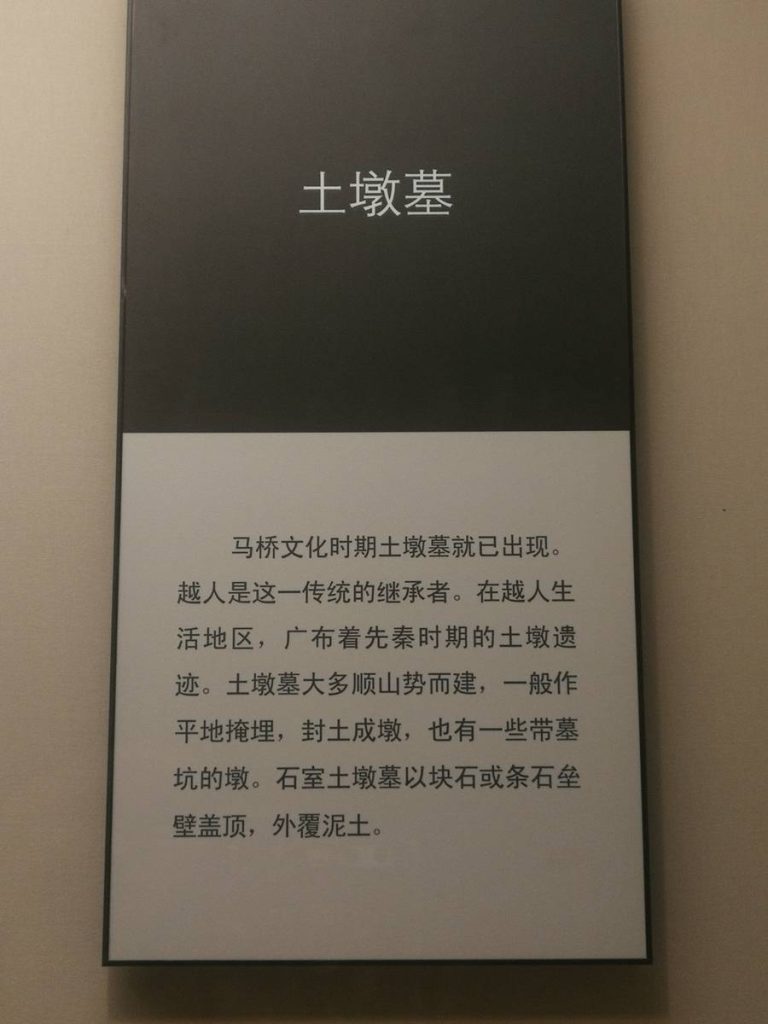 土墩墓
马桥文化时期土墩墓就已出现。
越人是这一传统的继承者。在越人生
活地区，广布着先秦时期的土墩遗
迹。土墩墓大多顺山势而建，一般作
平地掩埋，封土成墩，也有一些带墓
坑的墩。石室土墩墓以块石或条石垒
壁盖顶，外覆泥土。